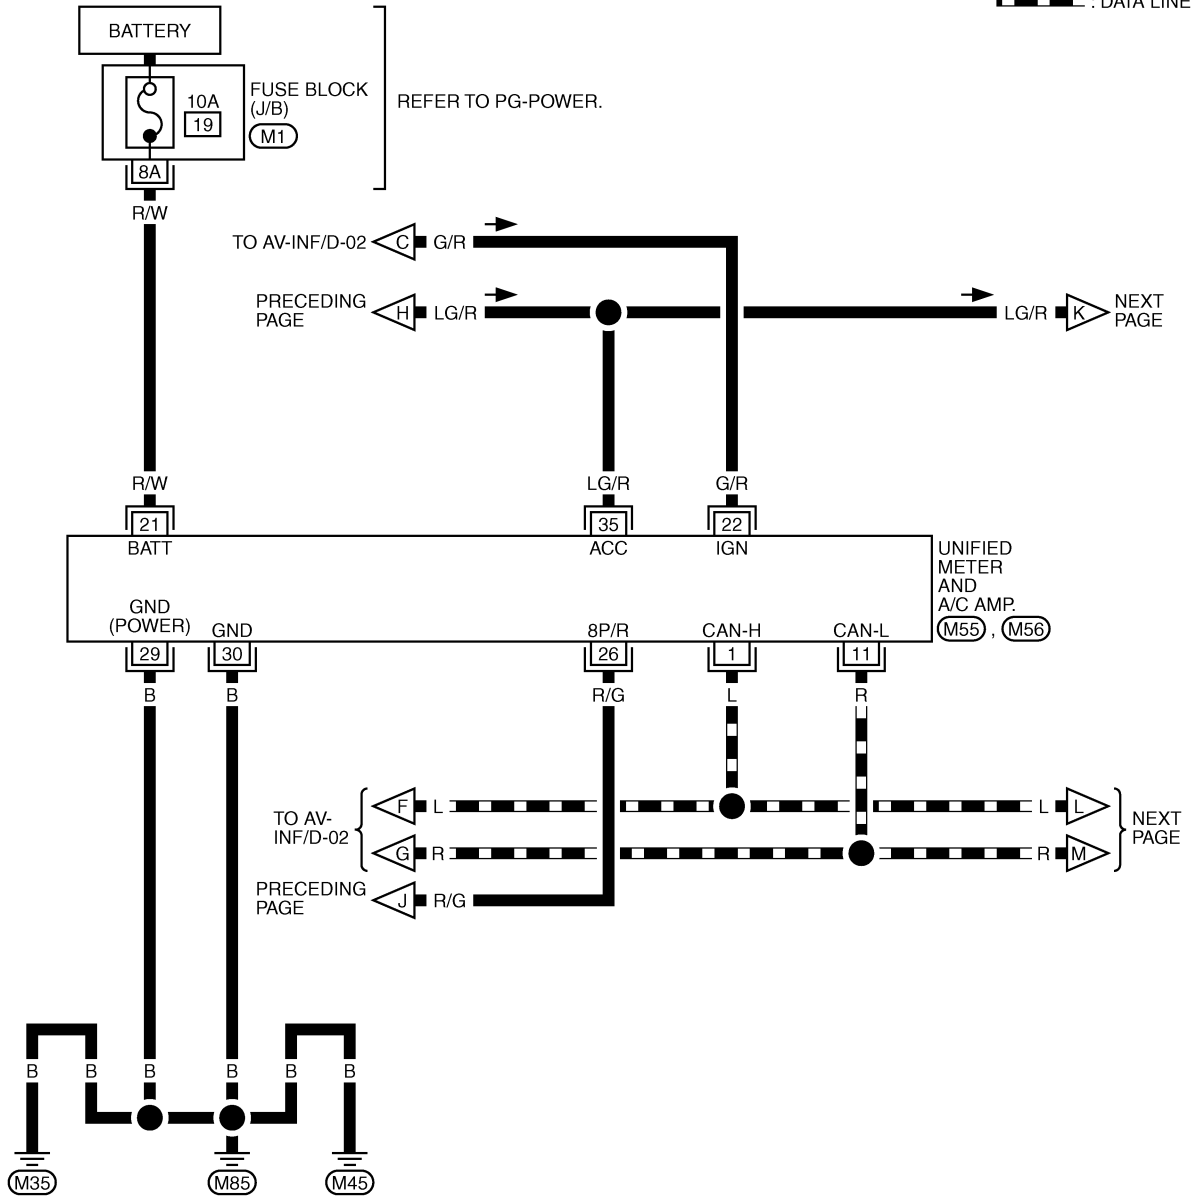 : DATA LINE
BATTERY
FUSE BLOCK
(J/B)
10A
19
M1
REFER TO PG-POWER.
8A
R/W
TO AV-INF/D-02
C
G/R
PRECEDING
PAGE
H
LG/R
LG/R
K
NEXT
PAGE
R/W
LG/R
G/R
21
35
22
BATT
ACC
IGN
UNIFIED
METER
AND
A/C AMP.
M55 , M56
GND
(POWER)
GND
8P/R
CAN-H
CAN-L
29
30
26
1
11
B
B
R/G
L
R
TO AV-
INF/D-02
F
L
L
L
G
R
R
M
NEXT
PAGE
PRECEDING
PAGE
J
R/G
B
B
B
B
B
B
M35
M85
M45